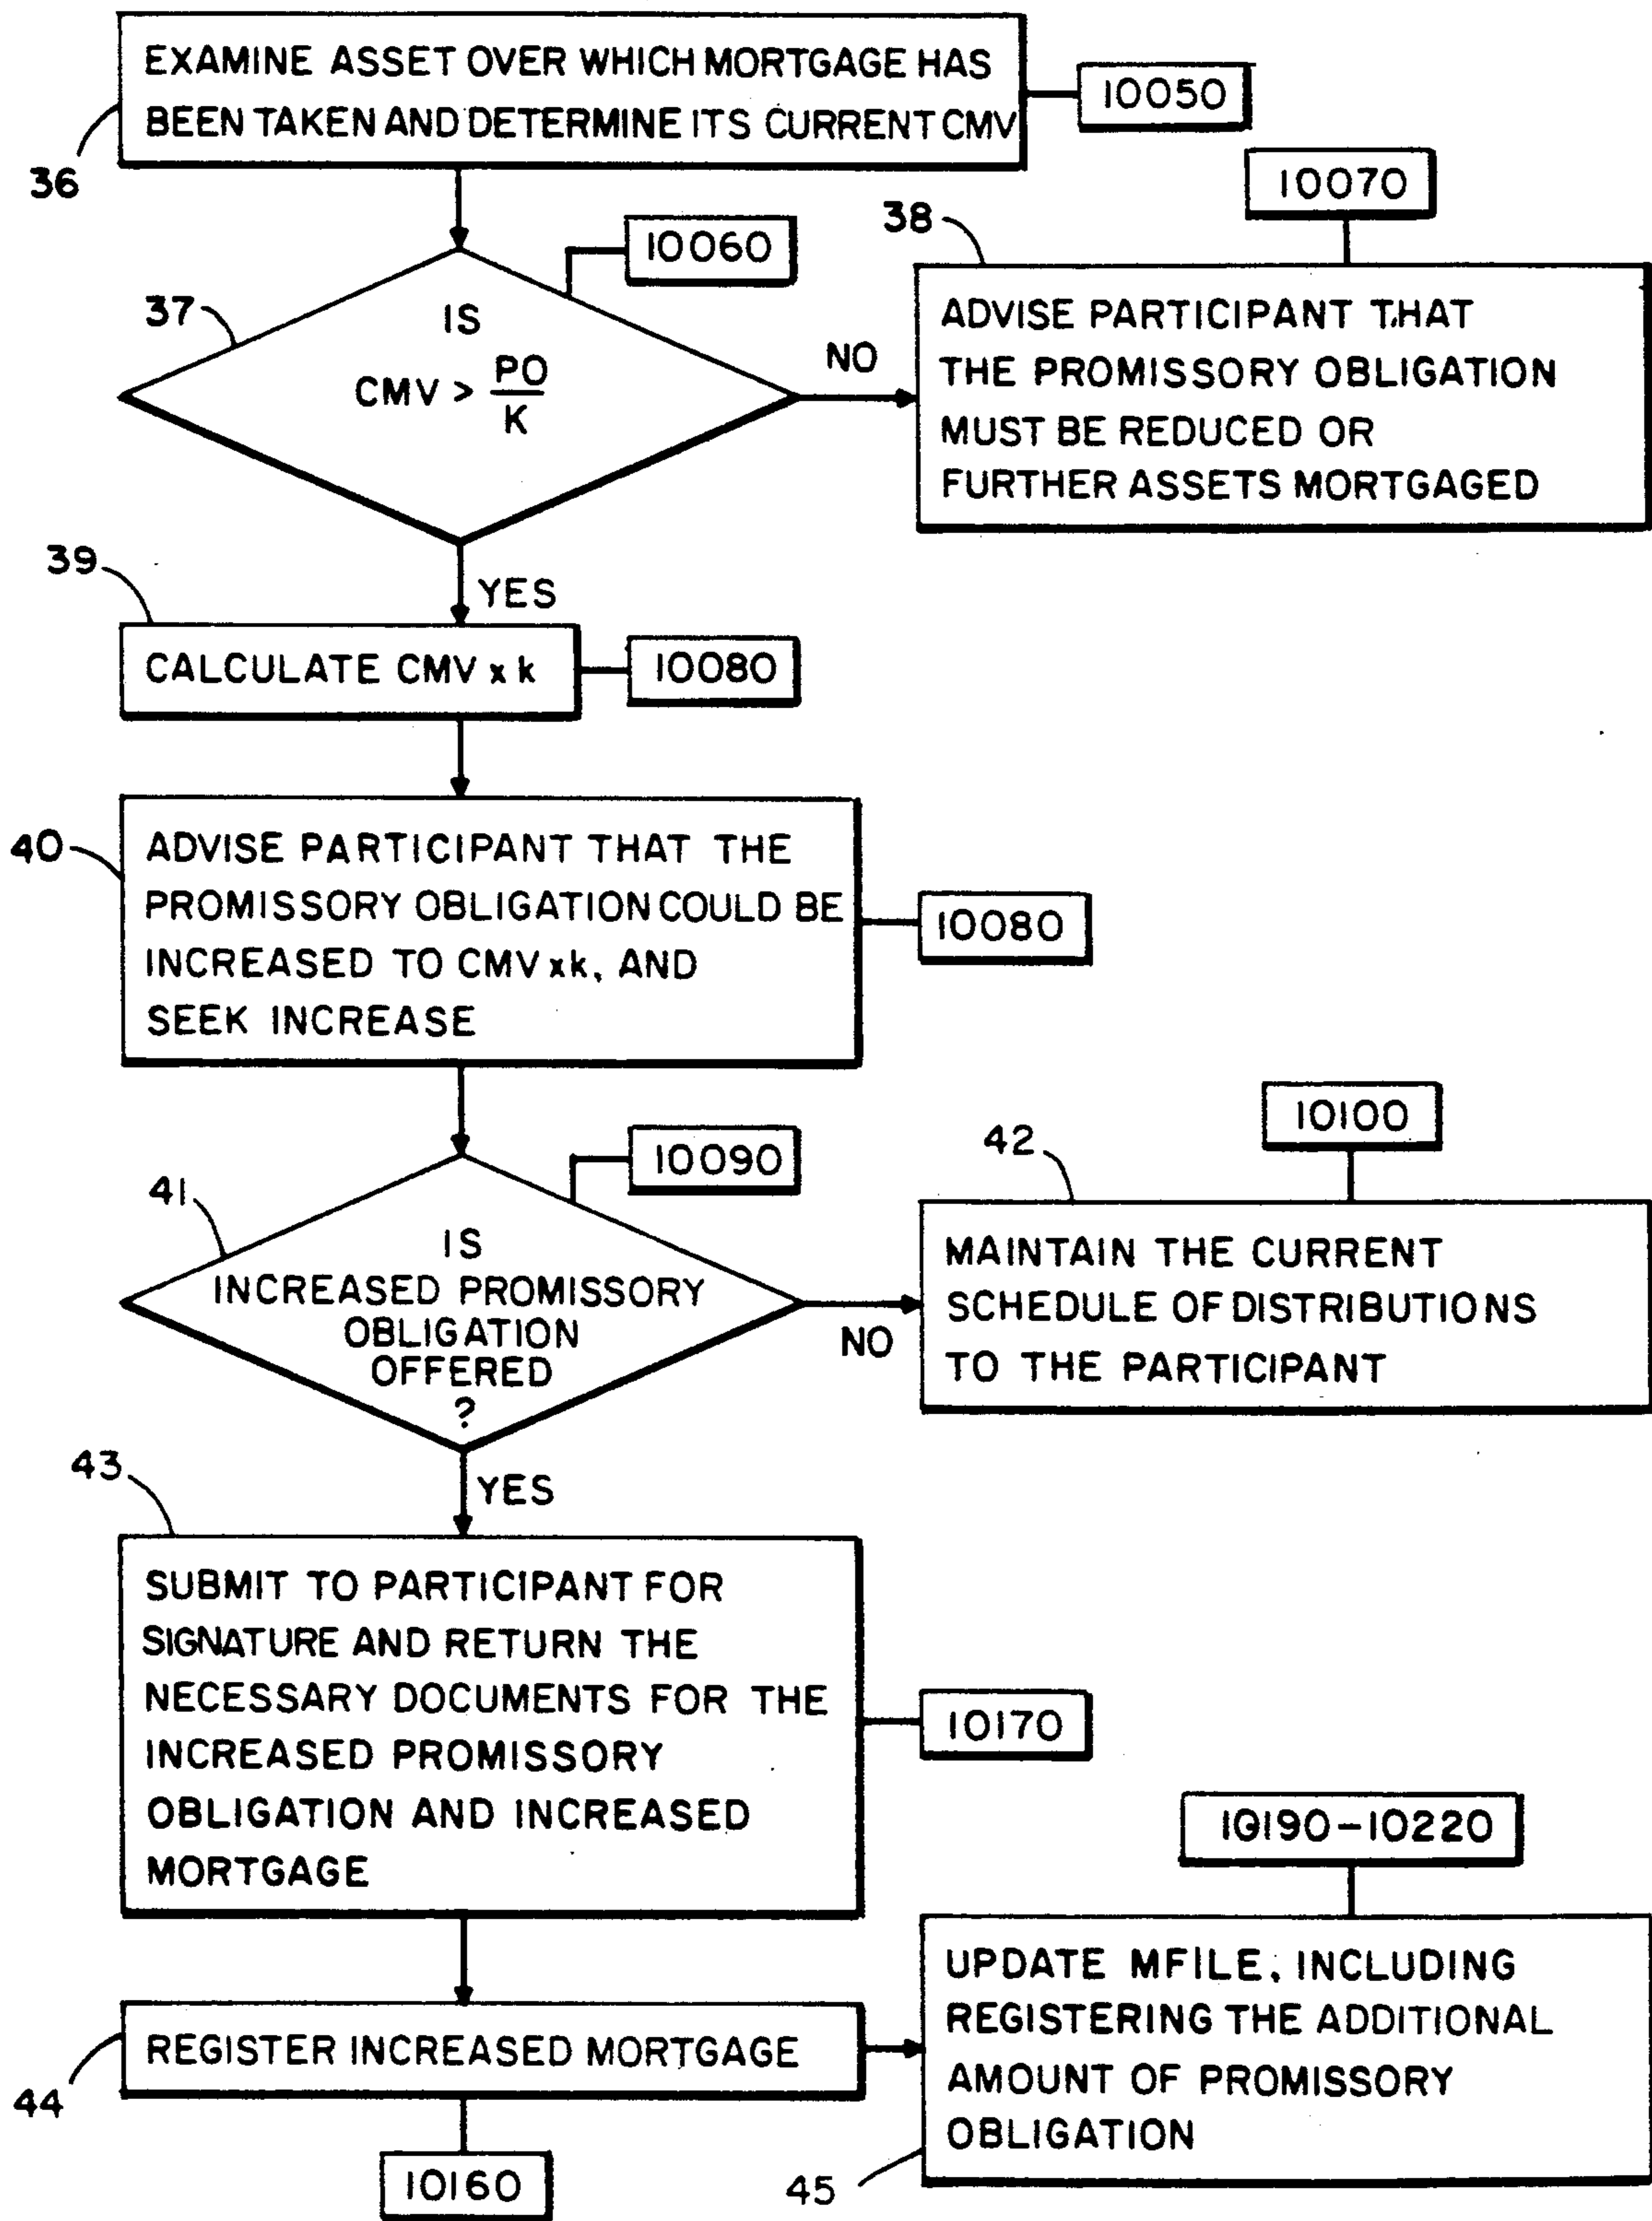 EXAMINE ASSET OVER WHICH MORTGAGE HAS
BEEN TAKEN AND DETERMINE ITS CURRENT CMV
10050
36
10070
38
10060
37
IS
CMV > PO/K
NO
ADVISE PARTICIPANT THAT
THE PROMISSORY OBLIGATION
MUST BE REDUCED OR
FURTHER ASSETS MORTGAGED
39
YES
CALCULATE CMV x k
10080
40
ADVISE PARTICIPANT THAT THE
PROMISSORY OBLIGATION COULD BE
INCREASED TO CMV xk, AND
SEEK INCREASE
10080
10100
42
10090
41
IS
INCREASED PROMISSORY
OBLIGATION
OFFERED
?
NO
MAINTAIN THE CURRENT
SCHEDULE OF DISTRIBUTIONS
TO THE PARTICIPANT
43
YES
SUBMIT TO PARTICIPANT FOR
SIGNATURE AND RETURN THE
NECESSARY DOCUMENTS FOR THE
INCREASED PROMISSORY
OBLIGATION AND INCREASED
MORTGAGE
10170
10190-10220
44
REGISTER INCREASED MORTGAGE
10160
UPDATE MFILE, INCLUDING
REGISTERING THE ADDITIONAL
AMOUNT OF PROMISSORY
OBLIGATION
45